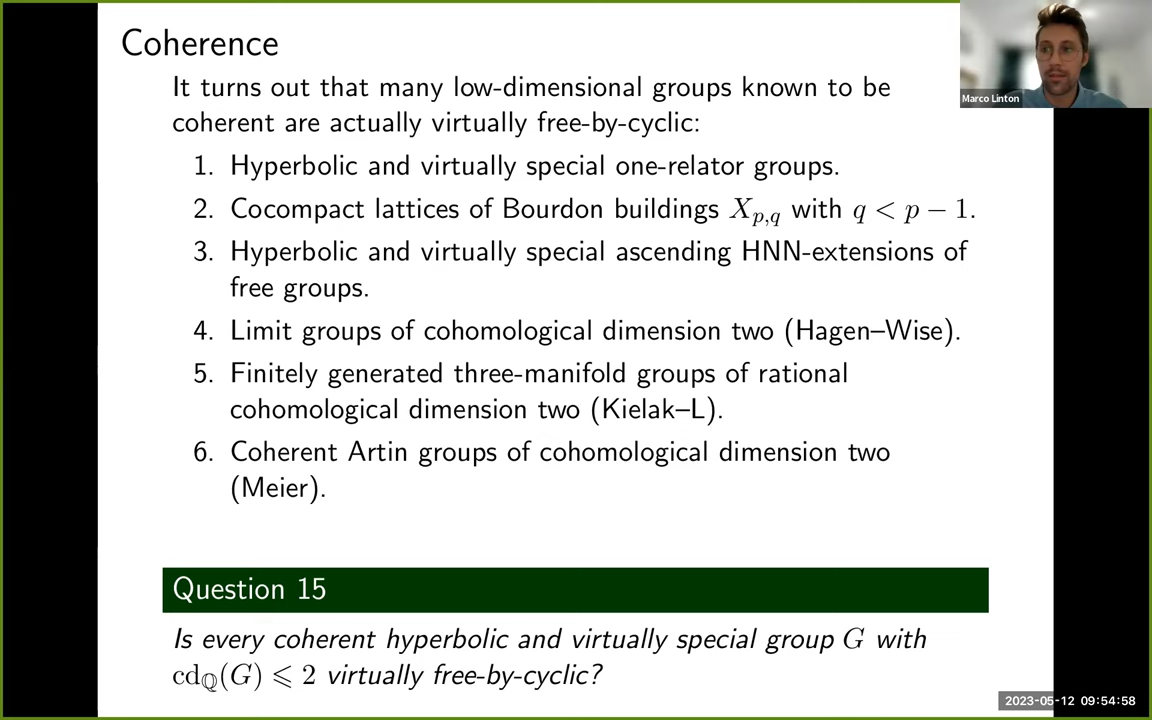 Coherence
It turns out that many low-dimensional groups known to be
coherent are actually virtually free-by-cyclic:
1. Hyperbolic and virtually special one-relator groups.
2. Cocompact lattices of Bourdon buildings X_{p,q} with q < p − 1.
3. Hyperbolic and virtually special ascending HNN-extensions of
free groups.
4. Limit groups of cohomological dimension two (Hagen–Wise).
5. Finitely generated three-manifold groups of rational
cohomological dimension two (Kielak–L).
6. Coherent Artin groups of cohomological dimension two
(Meier).
Question 15
Is every coherent hyperbolic and virtually special group G with
cd_ℚ(G) ⩽ 2 virtually free-by-cyclic?
Marco Linton
2023-05-12 09:54:58